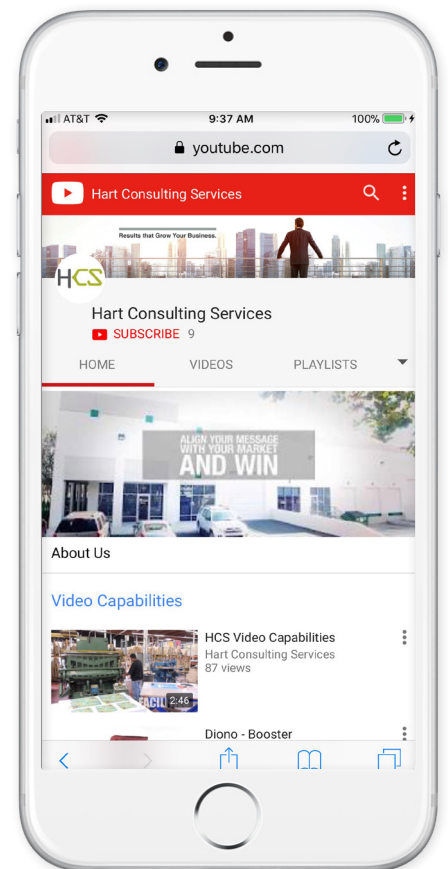 AT&T 9:37 AM 100%
youtube.com
Hart Consulting Services
Results that Grow Your Business.
HCS
Hart Consulting Services
SUBSCRIBE 9
HOME VIDEOS PLAYLISTS
ALIGN YOUR MESSAGE
WITH YOUR MARKET
AND WIN
About Us
Video Capabilities
HCS Video Capabilities
Hart Consulting Services
87 views
FACIL 2:46
Diono - Booster